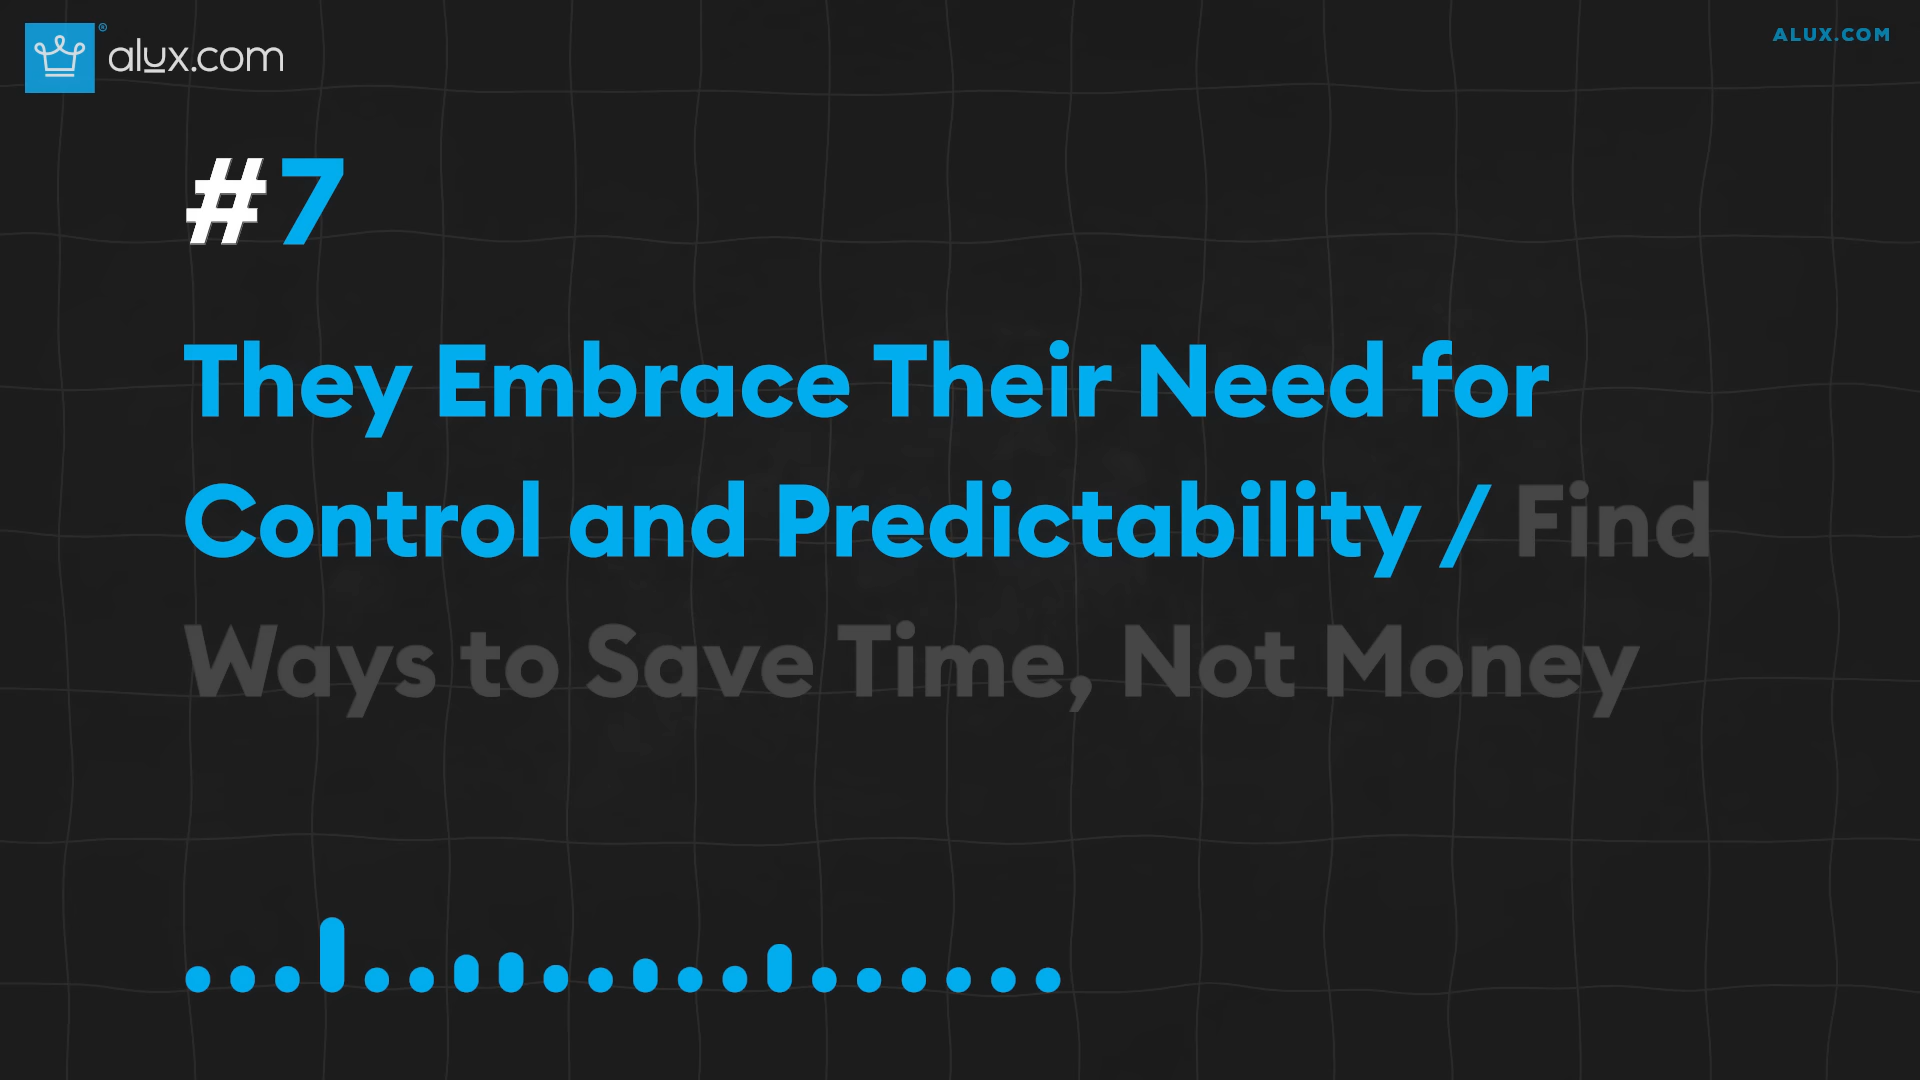 alux.com
ALUX.COM
#7
They Embrace Their Need for
Control and Predictability / Find
Ways to Save Time, Not Money